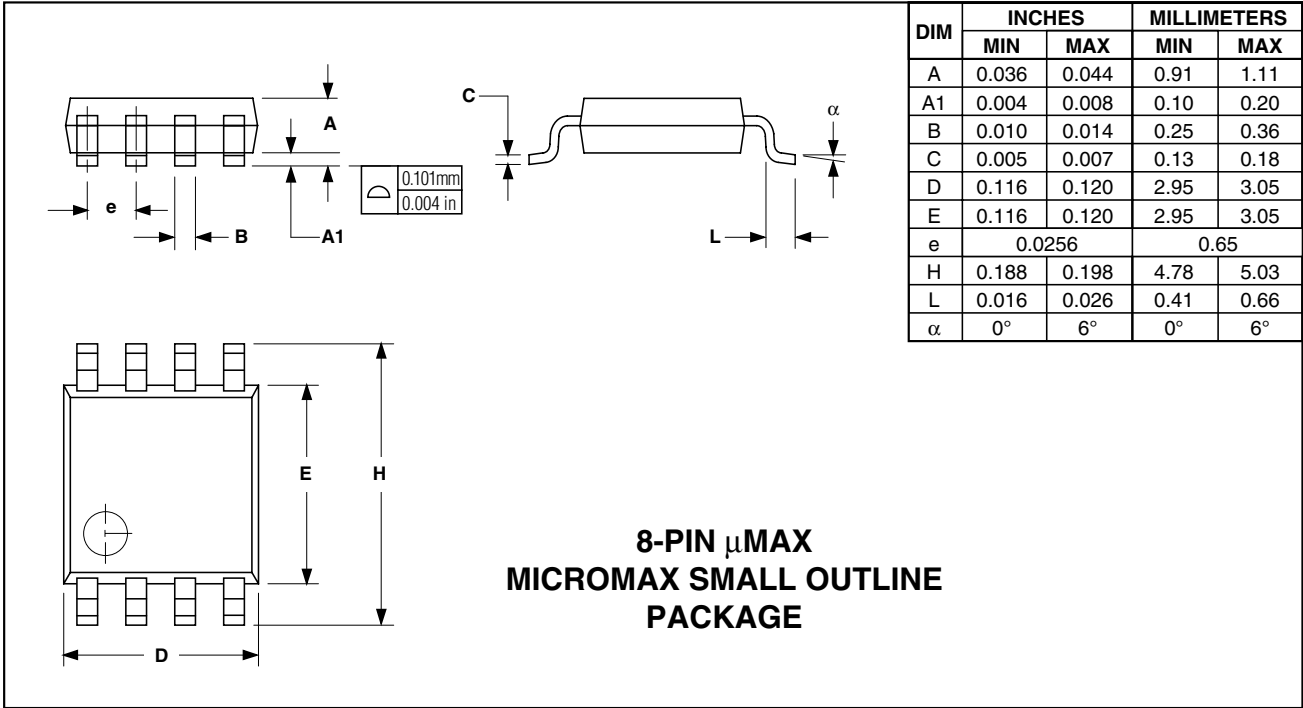 DIM INCHES MILLIMETERS
MIN MAX MIN MAX
A 0.036 0.044 0.91 1.11
A1 0.004 0.008 0.10 0.20
B 0.010 0.014 0.25 0.36
C 0.005 0.007 0.13 0.18
D 0.116 0.120 2.95 3.05
E 0.116 0.120 2.95 3.05
e 0.0256 0.65
H 0.188 0.198 4.78 5.03
L 0.016 0.026 0.41 0.66
α 0° 6° 0° 6°
A
C
α
0.101mm
0.004 in
e
B
A1
L
E
H
D
8-PIN µMAX
MICROMAX SMALL OUTLINE
PACKAGE